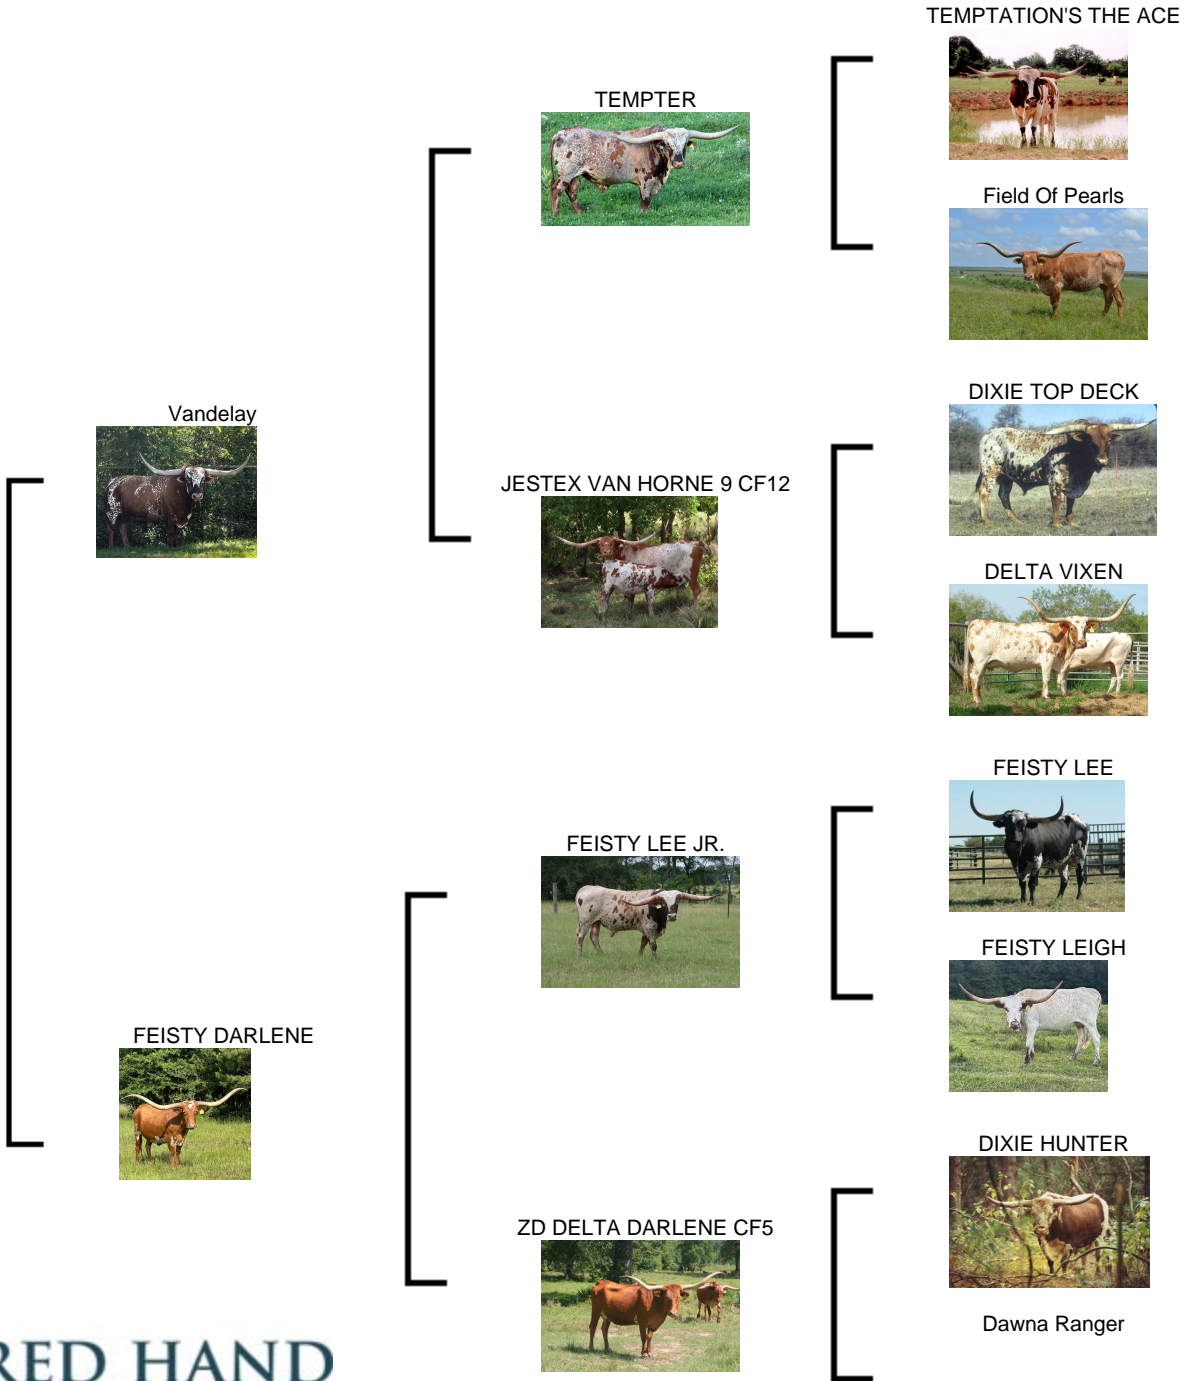 TEMPTATION'S THE ACE
TEMPTER
Field Of Pearls
Vandelay
DIXIE TOP DECK
JESTEX VAN HORNE 9 CF12
DELTA VIXEN
FEISTY LEE
FEISTY LEE JR.
FEISTY LEIGH
FEISTY DARLENE
DIXIE HUNTER
ZD DELTA DARLENE CF5
Dawna Ranger
RED HAND